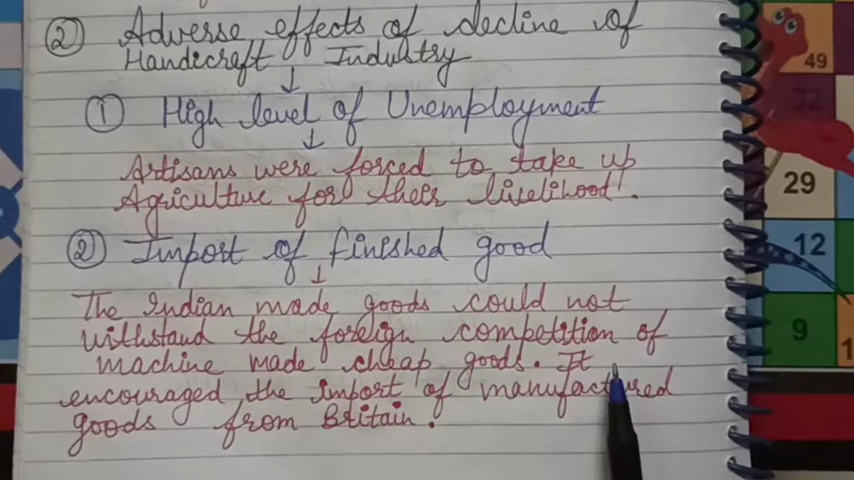 ② Adverse effects of decline of
Handicraft Industry
↓
① High level of Unemployment
↓
Artisans were forced to take up
Agriculture for their livelihood.
② Import of finished good
↓
The Indian made goods could not
withstand the foreign competition of
machine made cheap goods. It
encouraged the import of manufactured
goods from Britain.
49
29
12
9